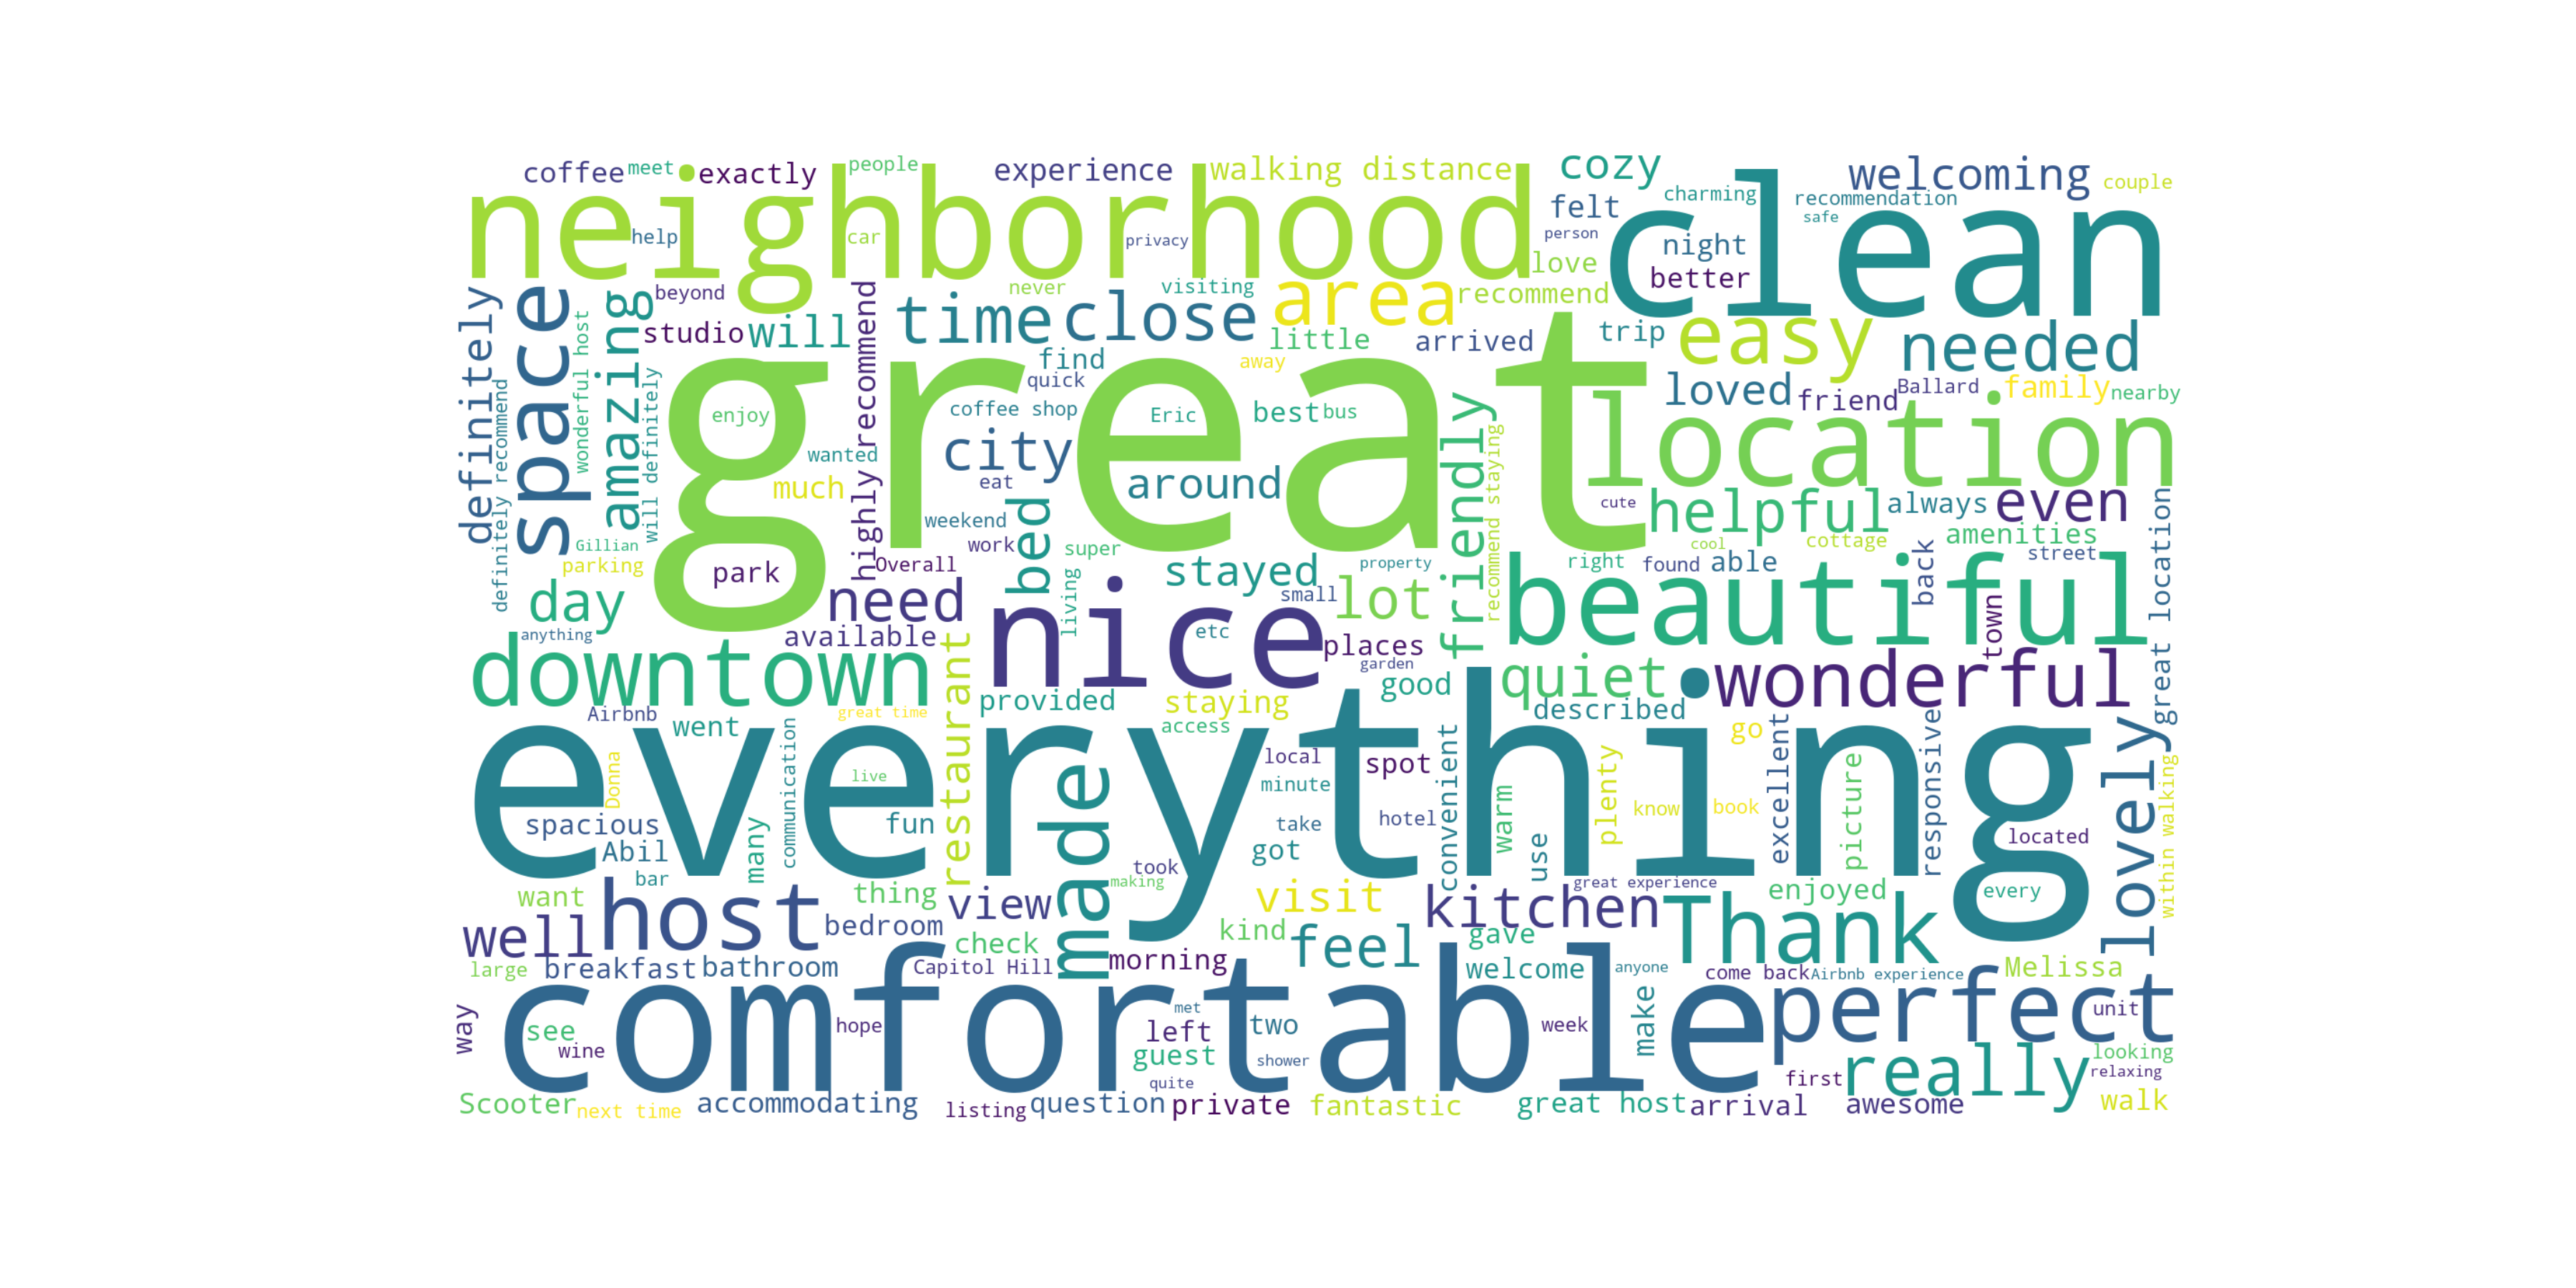 coffee meet exactly people experience walking distance cozy welcoming couple
neighborhood clean
charming recommendation
felt safe
help car privacy person night
love better
definitely space amazing beyond highly recommend never visiting area recommend
wonderful host studio will time close little arrived trip easy needed
great
find away
quick loved friend Ballard family nearby
definitely recommend will definitely enjoy coffee shop Eric best bus friendly location
recommend staying
wanted city
much eat around cute helpful always even great location
weekend bed
Gillian work super cool cottage amenities
parking park Overall living stayed property right found able back street
day need nice small lot beautiful
anything available etc places town
downtown restaurant garden quiet wonderful
provided staying good described
Airbnb went great time access
everything
communication local spot convenient go excellent responsive lovely
Donna live made minute plenty picture within walking
spacious fun take hotel warm know book located
Abil many got use
bar took making great experience
want host thing view visit kitchen enjoyed every
well bedroom kind feel gave Thank
check
large breakfast bathroom Capitol Hill morning welcome anyone come back Airbnb experience Melissa
comfortable perfect
way see hope met left two week make unit
wine guest shower really looking
quite first relaxing
Scooter next time accommodating listing question private fantastic great host arrival awesome walk